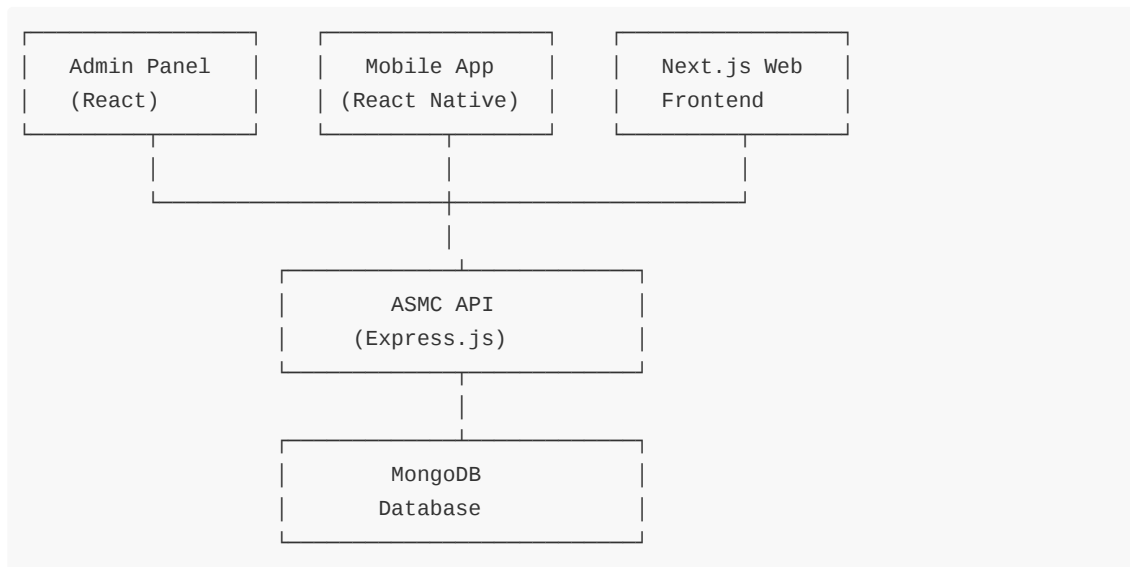 Admin Panel
(React)
Mobile App
(React Native)
Next.js Web
Frontend
ASMC API
(Express.js)
MongoDB
Database